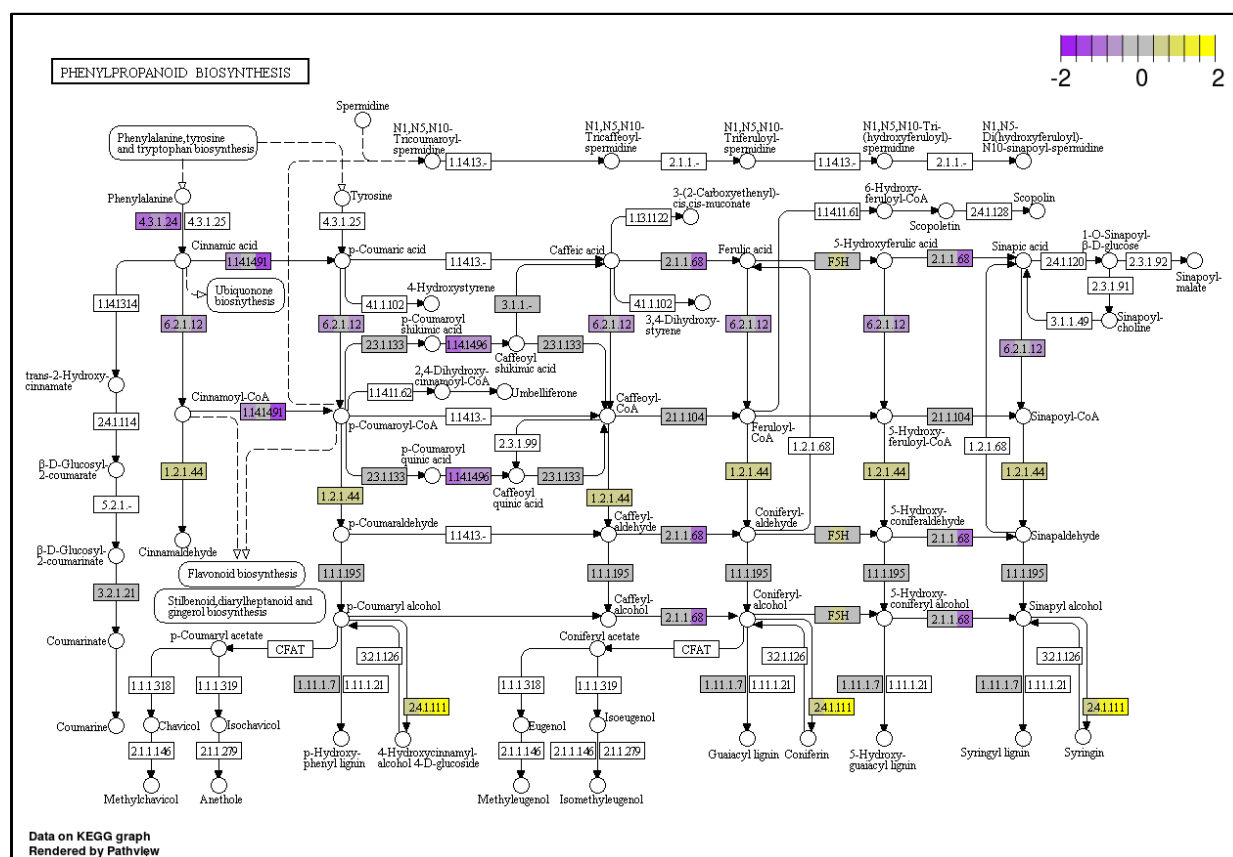 -2 0 2
PHENYLPROPANOID BIOSYNTHESIS
Spermidine
Phenylalanine,tyrosine
and tryptophan biosynthesis
N1,N5,N10-
Tricoumaroyl-
spermidine
N1,N5,N10-
Tricaffeoyl-
spermidine
N1,N5,N10-
Triferuloyl-
spermidine
N1,N5,N10-Tri-
(hydroxyferuloyl)-
spermidine
N1,N5-
Di(hydroxyferuloyl)-
N10-sinapoyl-spermidine
1.14.13.-
2.1.1.-
1.14.13.-
2.1.1.-
Phenylalanine
Tyrosine
3-(2-Carboxyethenyl)-
cis,cis-muconate
6-Hydroxy-
feruloyl-CoA
1.14.11.61
Scopoletin
2.4.1.128
Scopolin
4.3.1.24
4.3.1.25
4.3.1.25
1.13.11.22
Cinnamic acid
p-Coumaric acid
Caffeic acid
Ferulic acid
5-Hydroxyferulic acid
Sinapic acid
1-O-Sinapoyl-
β-D-glucose
1.14.14.91
1.14.13.-
2.1.1.68
F5H
2.1.1.68
2.4.1.120
2.3.1.92
Sinapoyl-
malate
Ubiquonone
biosnythesis
4-Hydroxystyrene
4.1.1.102
3.1.1.-
4.1.1.102
3,4-Dihydroxy-
styrene
2.3.1.91
3.1.1.49
Sinapoyl-
choline
1.14.13.14
6.2.1.12
6.2.1.12
6.2.1.12
6.2.1.12
6.2.1.12
6.2.1.12
p-Coumaroyl
shikimic acid
2.3.1.133
1.14.14.96
2.3.1.133
Caffeoyl
shikimic acid
trans-2-Hydroxy-
cinnamate
2,4-Dihydroxy-
cinnamoyl-CoA
1.14.11.62
Umbelliferone
Cinnamoyl-CoA
1.14.14.91
p-Coumaroyl-CoA
1.14.13.-
Caffeoyl-
CoA
2.1.1.104
Feruloyl-
CoA
5-Hydroxy-
feruloyl-CoA
2.1.1.104
Sinapoyl-CoA
2.4.1.114
2.3.1.99
1.2.1.68
1.2.1.68
β-D-Glucosyl-
2-coumarate
p-Coumaroyl
quinic acid
2.3.1.133
1.14.14.96
2.3.1.133
Caffeoyl
quinic acid
1.2.1.44
1.2.1.44
1.2.1.44
1.2.1.44
1.2.1.44
1.2.1.44
5.2.1.-
Cinnamaldehyde
p-Coumaraldehyde
1.14.13.-
Caffeyl-
aldehyde
2.1.1.68
Coniferyl-
aldehyde
F5H
5-Hydroxy-
coniferaldehyde
2.1.1.68
Sinapaldehyde
β-D-Glucosyl-
2-coumarinate
Flavonoid biosynthesis
Stilbenoid,diarylheptanoid and
gingerol biosynthesis
1.1.1.195
1.1.1.195
1.1.1.195
1.1.1.195
1.1.1.195
3.2.1.21
p-Coumaryl alcohol
Caffeyl-
alcohol
2.1.1.68
Coniferyl-
alcohol
F5H
5-Hydroxy-
coniferyl alcohol
2.1.1.68
Sinapyl alcohol
Coumarinate
p-Coumaryl acetate
CFAT
Coniferyl acetate
CFAT
3.2.1.126
3.2.1.126
3.2.1.126
1.1.1.318
1.1.1.319
1.11.1.7
1.11.1.21
1.1.1.318
1.1.1.319
1.11.1.7
1.11.1.21
1.11.1.7
1.11.1.21
1.11.1.7
1.11.1.21
2.4.1.111
2.4.1.111
2.4.1.111
Coumarine
Chavicol
Isochavicol
Eugenol
Isoeugenol
2.1.1.146
2.1.1.279
2.1.1.146
2.1.1.146
2.1.1.279
p-Hydroxy-
phenyl lignin
4-Hydroxycinnamyl-
alcohol 4-D-glucoside
Guaiacyl lignin
Coniferin
5-Hydroxy-
guaiacyl lignin
Syringyl lignin
Syringin
Methylchavicol
Anethole
Methyleugenol
Isomethyleugenol
Data on KEGG graph
Rendered by Pathview